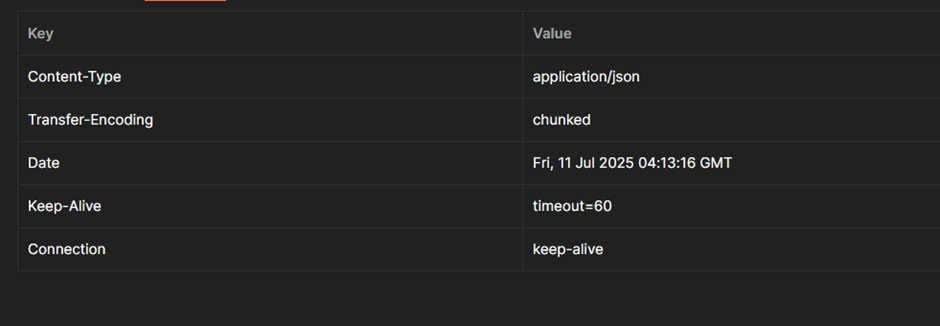 Key Value
Content-Type application/json
Transfer-Encoding chunked
Date Fri, 11 Jul 2025 04:13:16 GMT
Keep-Alive timeout=60
Connection keep-alive